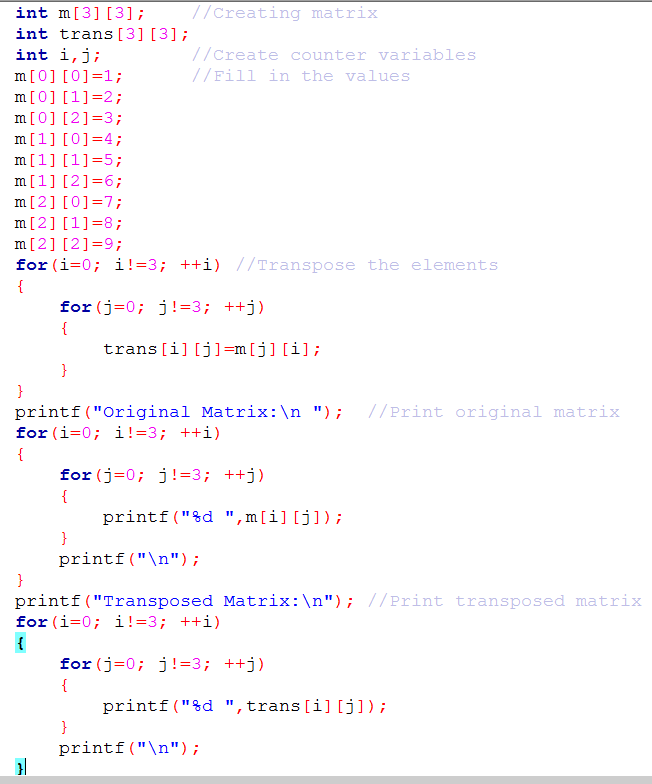 int m[3][3];    //Creating matrix
int trans[3][3];
int i,j;        //Create counter variables
m[0][0]=1;      //Fill in the values
m[0][1]=2;
m[0][2]=3;
m[1][0]=4;
m[1][1]=5;
m[1][2]=6;
m[2][0]=7;
m[2][1]=8;
m[2][2]=9;
for(i=0; i!=3; ++i) //Transpose the elements
{
    for(j=0; j!=3; ++j)
    {
        trans[i][j]=m[j][i];
    }
}
printf("Original Matrix:\n ");  //Print original matrix
for(i=0; i!=3; ++i)
{
    for(j=0; j!=3; ++j)
    {
        printf("%d ",m[i][j]);
    }
    printf("\n");
}
printf("Transposed Matrix:\n"); //Print transposed matrix
for(i=0; i!=3; ++i)
{
    for(j=0; j!=3; ++j)
    {
        printf("%d ",trans[i][j]);
    }
    printf("\n");
}